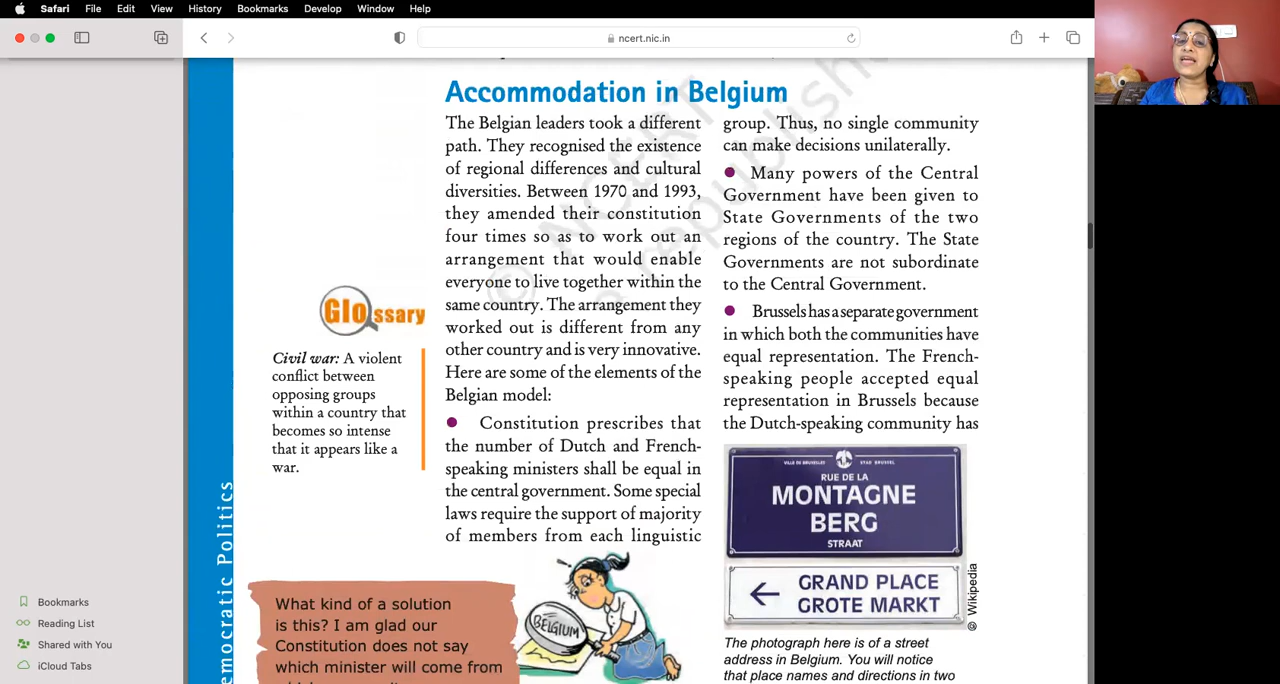 Safari File Edit View History Bookmarks Develop Window Help
ncert.nic.in
Accommodation in Belgium
The Belgian leaders took a different
path. They recognised the existence
of regional differences and cultural
diversities. Between 1970 and 1993,
they amended their constitution
four times so as to work out an
arrangement that would enable
everyone to live together within the
same country. The arrangement they
worked out is different from any
other country and is very innovative.
Here are some of the elements of the
Belgian model:
● Constitution prescribes that
the number of Dutch and French-
speaking ministers shall be equal in
the central government. Some special
laws require the support of majority
of members from each linguistic
group. Thus, no single community
can make decisions unilaterally.
● Many powers of the Central
Government have been given to
State Governments of the two
regions of the country. The State
Governments are not subordinate
to the Central Government.
● Brussels has a separate government
in which both the communities have
equal representation. The French-
speaking people accepted equal
representation in Brussels because
the Dutch-speaking community has
Glossary
Civil war: A violent
conflict between
opposing groups
within a country that
becomes so intense
that it appears like a
war.
What kind of a solution
is this? I am glad our
Constitution does not say
which minister will come from
BELGIUM
VILLE DE BRUXELLES STAD BRUSSEL
RUE DE LA
MONTAGNE
BERG
STRAAT
GRAND PLACE
GROTE MARKT
© Wikipedia
The photograph here is of a street
address in Belgium. You will notice
that place names and directions in two
emocratic Politics
© NCERT
Bookmarks
Reading List
Shared with You
iCloud Tabs